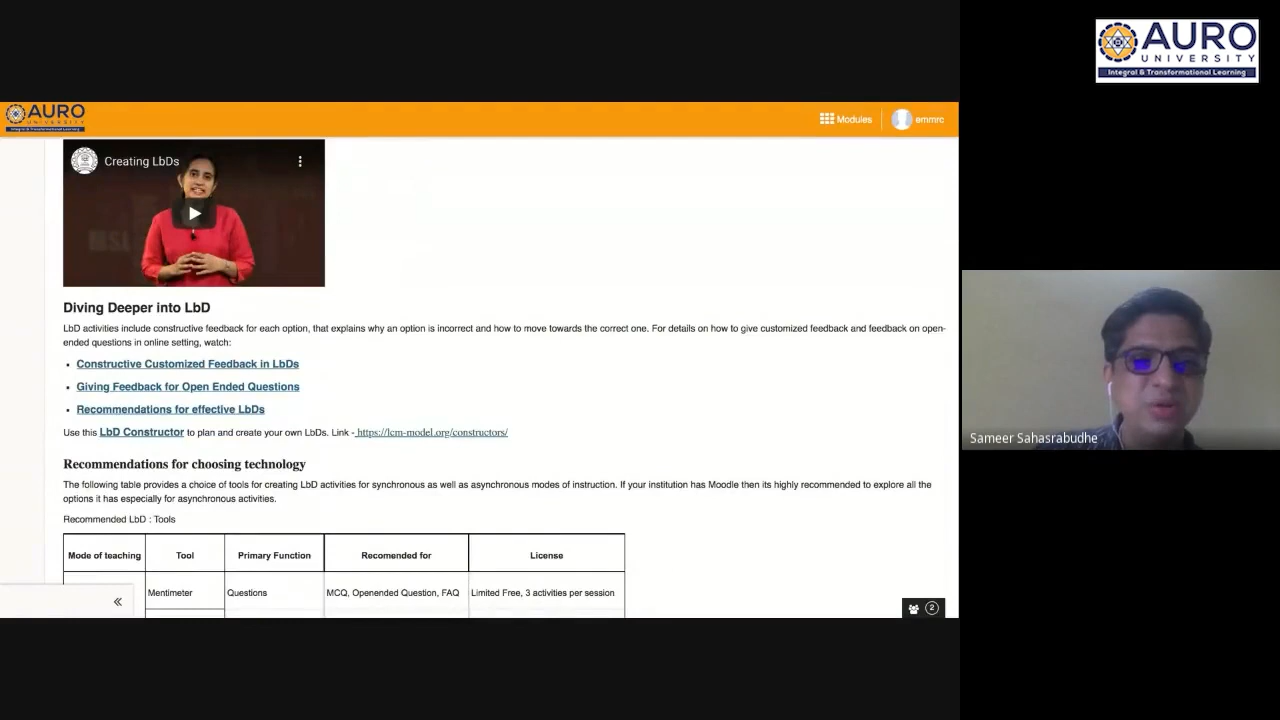 AURO
UNIVERSITY
Integral & Transformational Learning
AURO
UNIVERSITY
Integral & Transformational Learning
Modules
emmrc
Creating LbDs
Diving Deeper into LbD
LbD activities include constructive feedback for each option, that explains why an option is incorrect and how to move towards the correct one. For details on how to give customized feedback and feedback on open-
ended questions in online setting, watch:
Constructive Customized Feedback in LbDs
Giving Feedback for Open Ended Questions
Recommendations for effective LbDs
Use this LbD Constructor to plan and create your own LbDs. Link - https://lcm-model.org/constructors/
Recommendations for choosing technology
The following table provides a choice of tools for creating LbD activities for synchronous as well as asynchronous modes of instruction. If your institution has Moodle then its highly recommended to explore all the
options it has especially for asynchronous activities.
Recommended LbD : Tools
Mode of teaching Tool Primary Function Recomended for License
Mentimeter Questions MCQ, Openended Question, FAQ Limited Free, 3 activities per session
«
2
Sameer Sahasrabudhe